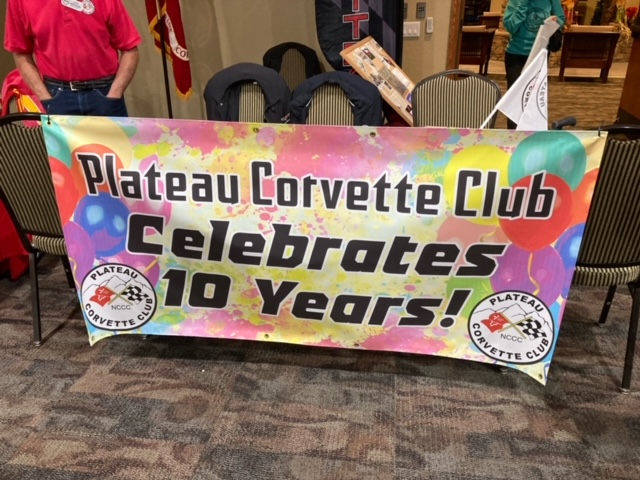 Plateau Corvette Club
Celebrates
10 Years!
PLATEAU
NCCC
CORVETTE CLUB
PLATEAU
NCCC
CORVETTE CLUB